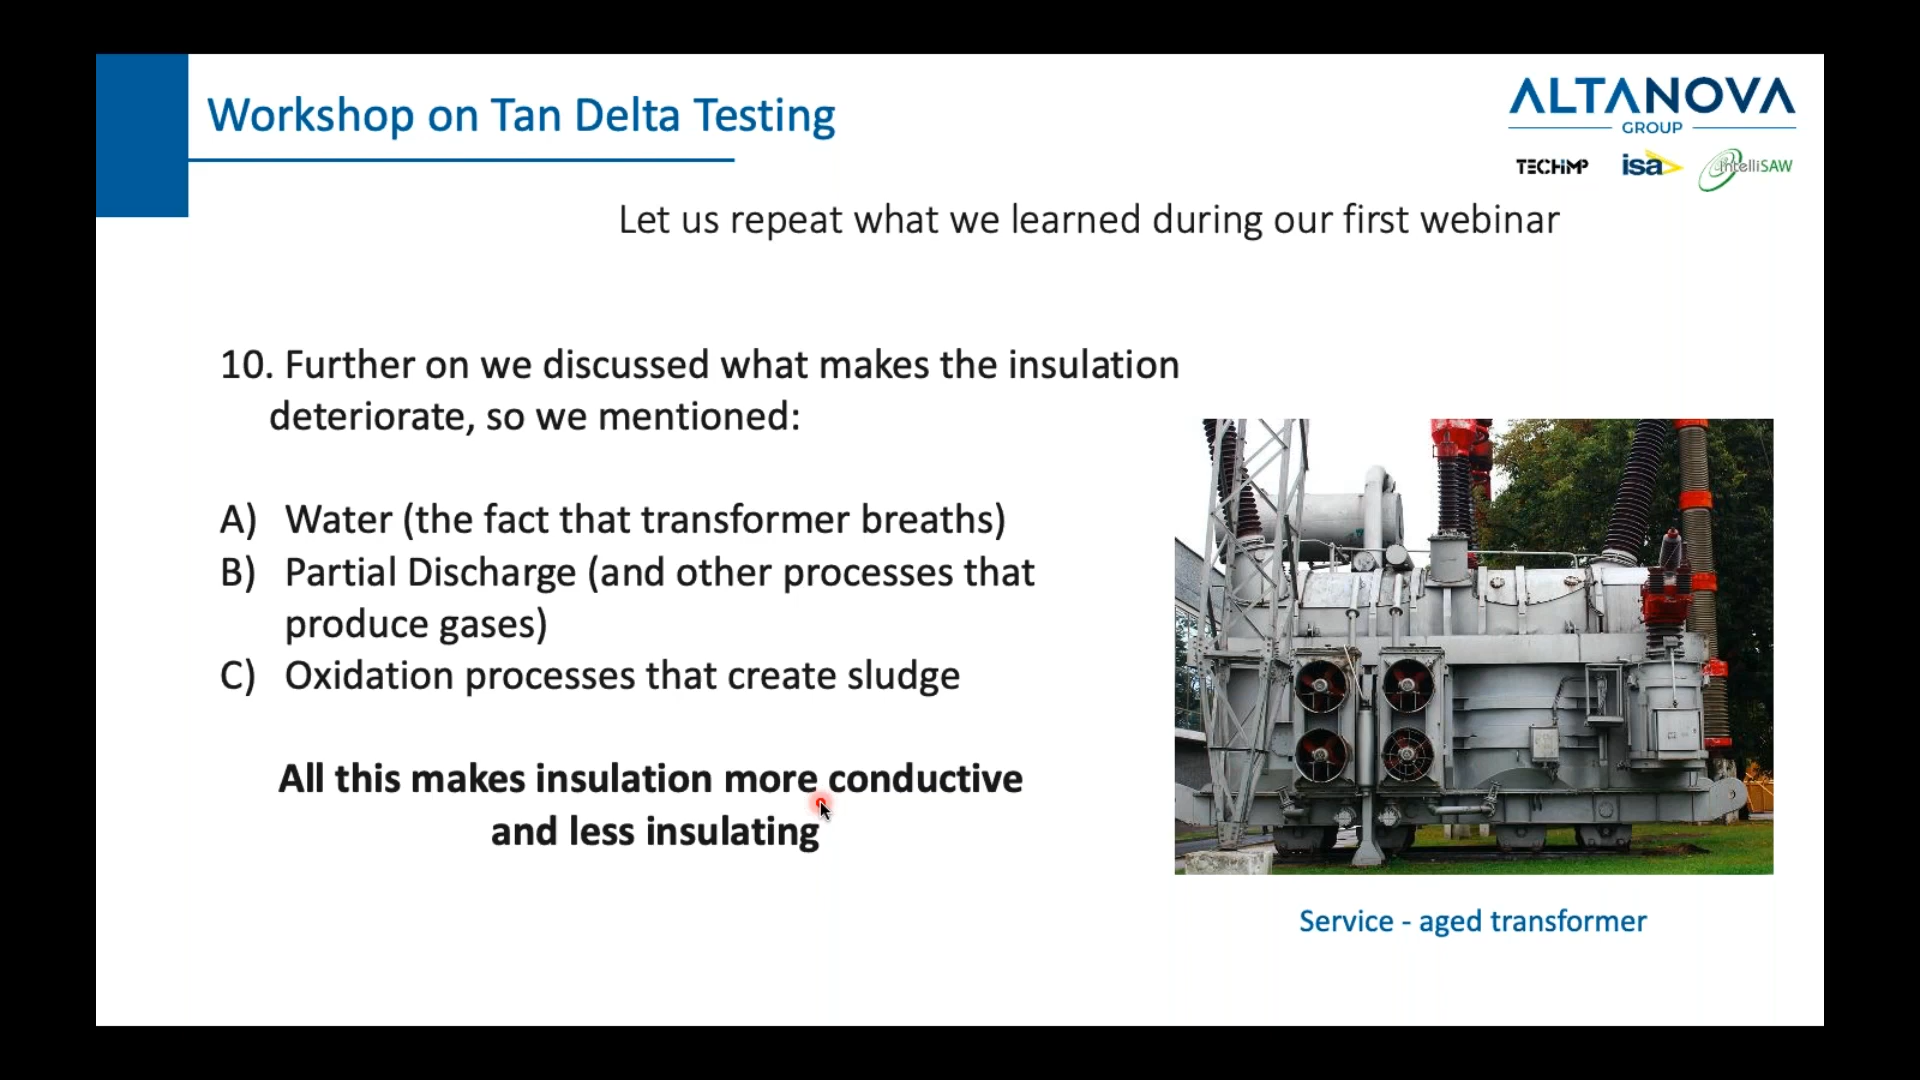 Workshop on Tan Delta Testing
ALTANOVA
GROUP
TECHIMP
isa
intelliSAW
Let us repeat what we learned during our first webinar
10. Further on we discussed what makes the insulation
deteriorate, so we mentioned:
A) Water (the fact that transformer breaths)
B) Partial Discharge (and other processes that
produce gases)
C) Oxidation processes that create sludge
All this makes insulation more conductive
and less insulating
Service - aged transformer